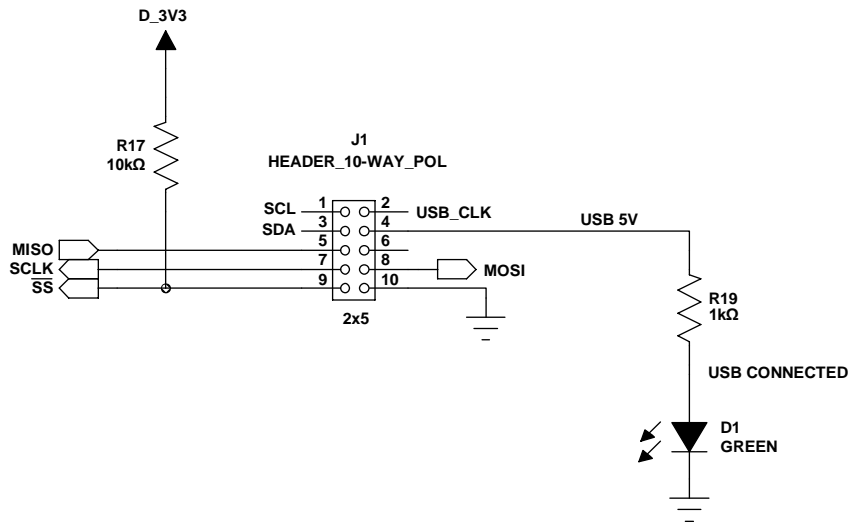 D_3V3
R17
10kΩ
J1
HEADER_10-WAY_POL
SCL 1 2 USB_CLK
SDA 3 4 USB 5V
MISO 5 6
SCLK 7 8 MOSI
SS 9 10
2x5
R19
1kΩ
USB CONNECTED
D1
GREEN